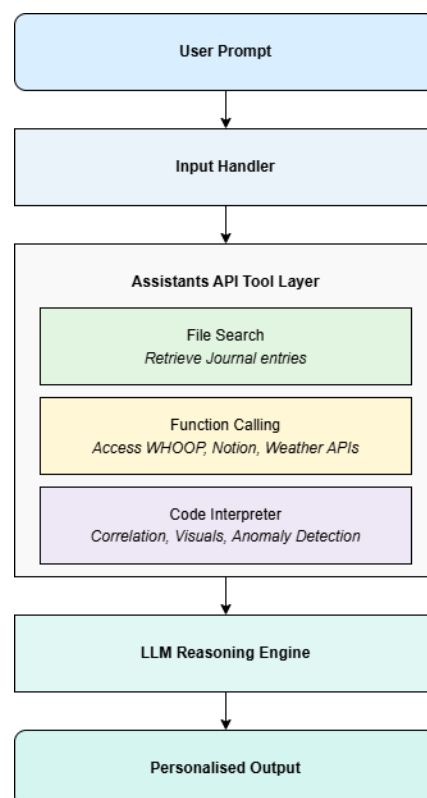 User Prompt
Input Handler
Assistants API Tool Layer
File Search
Retrieve Journal entries
Function Calling
Access WHOOP, Notion, Weather APIs
Code Interpreter
Correlation, Visuals, Anomaly Detection
LLM Reasoning Engine
Personalised Output